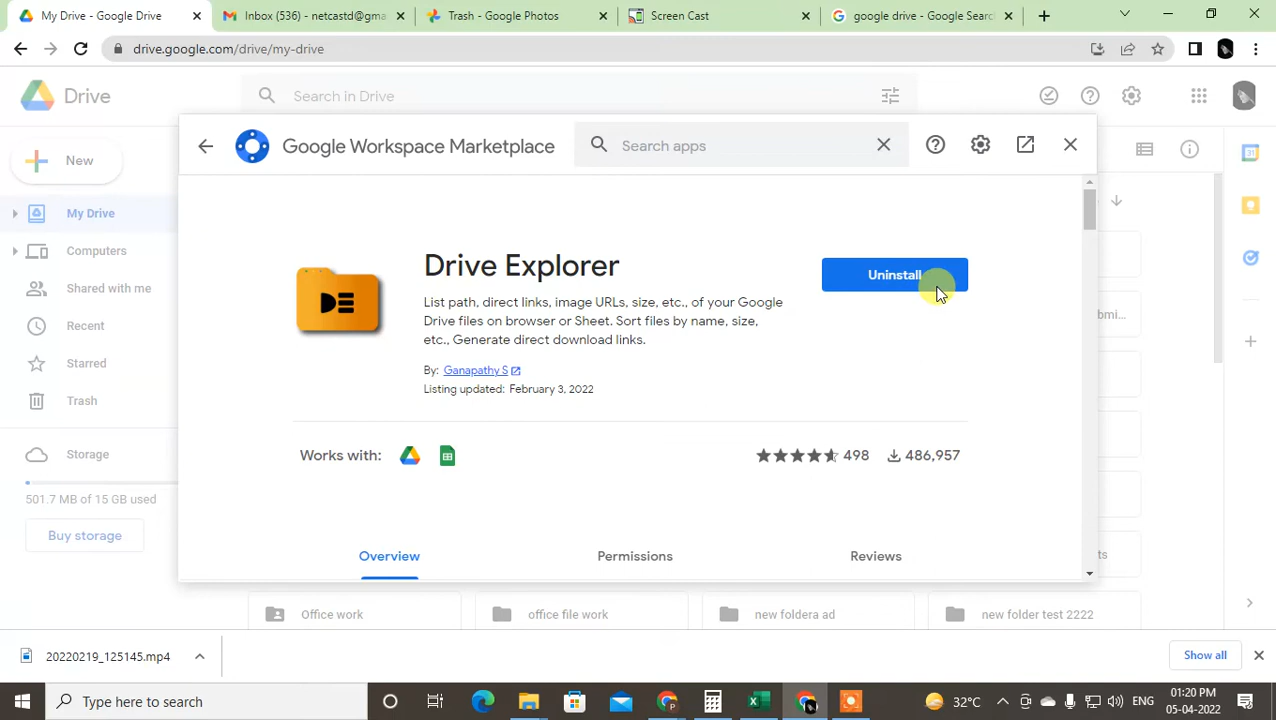 My Drive - Google Drive
Inbox (536) - netcastd@gma
Trash - Google Photos
Screen Cast
google drive - Google Searc
drive.google.com/drive/my-drive
Drive
Search in Drive
Google Workspace Marketplace
Search apps
New
My Drive
Computers
Shared with me
Recent
Starred
Trash
Storage
501.7 MB of 15 GB used
Buy storage
Drive Explorer
Uninstall
List path, direct links, image URLs, size, etc., of your Google
Drive files on browser or Sheet. Sort files by name, size,
etc., Generate direct download links.
By: Ganapathy S
Listing updated: February 3, 2022
DE
Works with:
498
486,957
Overview
Permissions
Reviews
bmi...
ts
Office work
office file work
new foldera ad
new folder test 2222
20220219_125145.mp4
Show all
Type here to search
32°C
ENG
01:20 PM
05-04-2022